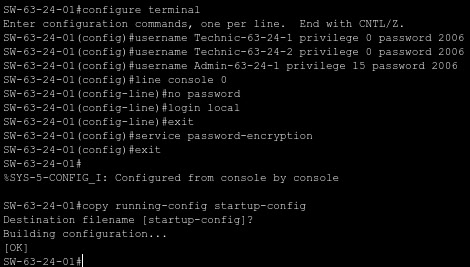 SW-63-24-01#configure terminal
Enter configuration commands, one per line.  End with CNTL/Z.
SW-63-24-01(config)#username Technic-63-24-1 privilege 0 password 2006
SW-63-24-01(config)#username Technic-63-24-2 privilege 0 password 2006
SW-63-24-01(config)#username Admin-63-24-1 privilege 15 password 2006
SW-63-24-01(config)#line console 0
SW-63-24-01(config-line)#no password
SW-63-24-01(config-line)#login local
SW-63-24-01(config-line)#exit
SW-63-24-01(config)#service password-encryption
SW-63-24-01(config)#exit
SW-63-24-01#
%SYS-5-CONFIG_I: Configured from console by console
SW-63-24-01#copy running-config startup-config
Destination filename [startup-config]?
Building configuration...
[OK]
SW-63-24-01#